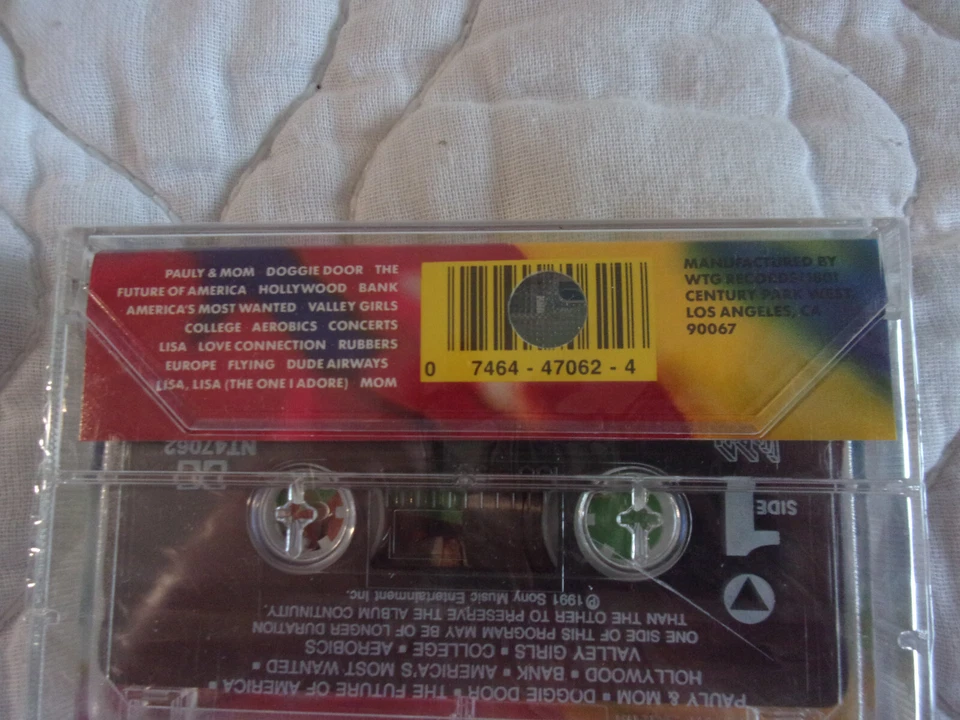 PAULY & MOM DOGGIE DOOR THE
FUTURE OF AMERICA HOLLYWOOD BANK
AMERICA'S MOST WANTED VALLEY GIRLS
COLLEGE AEROBICS CONCERTS
LISA LOVE CONNECTION RUBBERS
EUROPE FLYING DUDE AIRWAYS
LISA, LISA (THE ONE I ADORE) MOM
0 7464 - 47062 - 4
MANUFACTURED BY
WTG RECORDS/1801
CENTURY PARK WEST,
LOS ANGELES, CA
90067
NT47062
SIDE
1
PAULY & MOM ▪ DOGGIE DOOR ▪ THE FUTURE OF AMERICA ▪
HOLLYWOOD ▪ BANK ▪ AMERICA'S MOST WANTED ▪
VALLEY GIRLS ▪ COLLEGE ▪ AEROBICS
ONE SIDE OF THIS PROGRAM MAY BE OF LONGER DURATION
THAN THE OTHER TO PRESERVE THE ALBUM CONTINUITY.
℗ 1991 Sony Music Entertainment Inc.